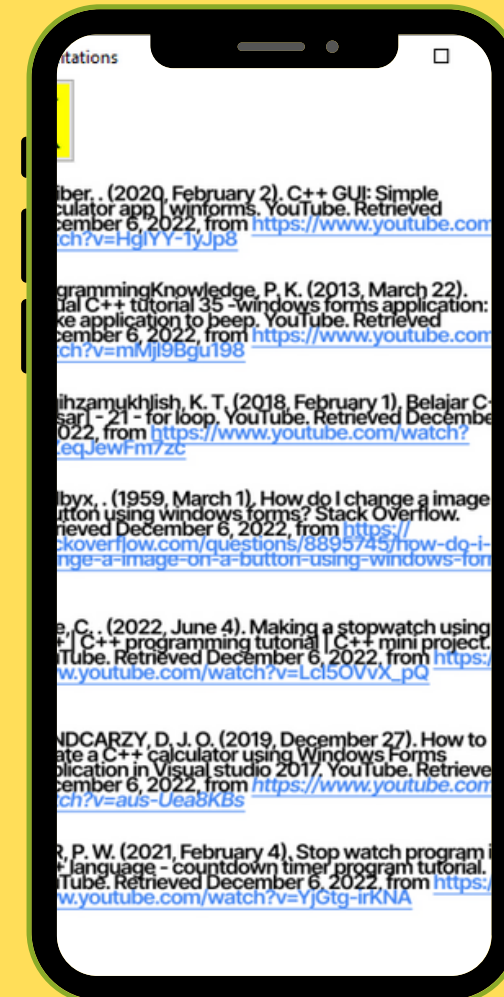 itations
iber. . (2020, February 2). C++ GUI: Simple
culator app | winforms. YouTube. Retrieved
cember 6, 2022, from https://www.youtube.com
ch?v=HglYY-1yJp8
grammingKnowledge, P. K. (2013, March 22).
ual C++ tutorial 35 -windows forms application:
ke application to beep. YouTube. Retrieved
cember 6, 2022, from https://www.youtube.com
ch?v=mMjl9Bgu198
ihzamukhlish, K. T. (2018, February 1). Belajar C+
sar] - 21 - for loop. YouTube. Retrieved Decembe
022, from https://www.youtube.com/watch?
eqJewFm7zc
lbyx, . (1959, March 1). How do I change a image
utton using windows forms? Stack Overflow.
rieved December 6, 2022, from https://
ckoverflow.com/questions/8895745/how-do-i-
nge-a-image-on-a-button-using-windows-form
e, C. . (2022, June 4). Making a stopwatch using
+ | C++ programming tutorial | C++ mini project.
uTube. Retrieved December 6, 2022, from https:/
w.youtube.com/watch?v=Lcl5OVvX_pQ
NDCARZY, D. J. O. (2019, December 27). How to
ate a C++ calculator using Windows Forms
plication in Visual studio 2017. YouTube. Retrieve
cember 6, 2022, from https://www.youtube.com
ch?v=aus-Uea8KBs
R, P. W. (2021, February 4). Stop watch program i
+ language - countdown timer program tutorial.
uTube. Retrieved December 6, 2022, from https:/
w.youtube.com/watch?v=YjGtg-irKNA